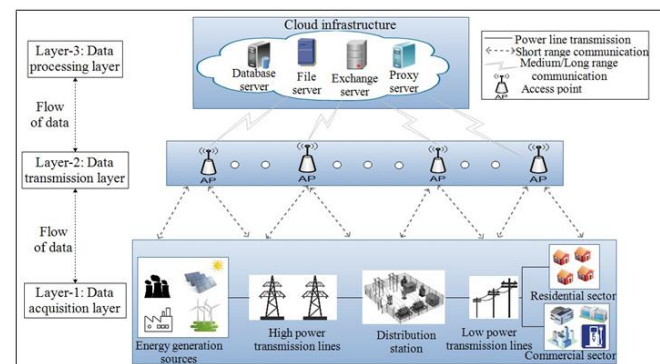 Cloud infrastructure
Database
server
File
server
Exchange
server
Proxy
server
Power line transmission
Short range communication
Medium/Long range
communication
AP
Access point
Layer-3: Data
processing layer
Flow
of data
Layer-2: Data
transmission layer
AP
AP
AP
AP
Flow
of data
Layer-1: Data
acquisition layer
Energy generation
sources
High power
transmission lines
Distribution
station
Low power
transmission lines
Residential sector
Commercial sector